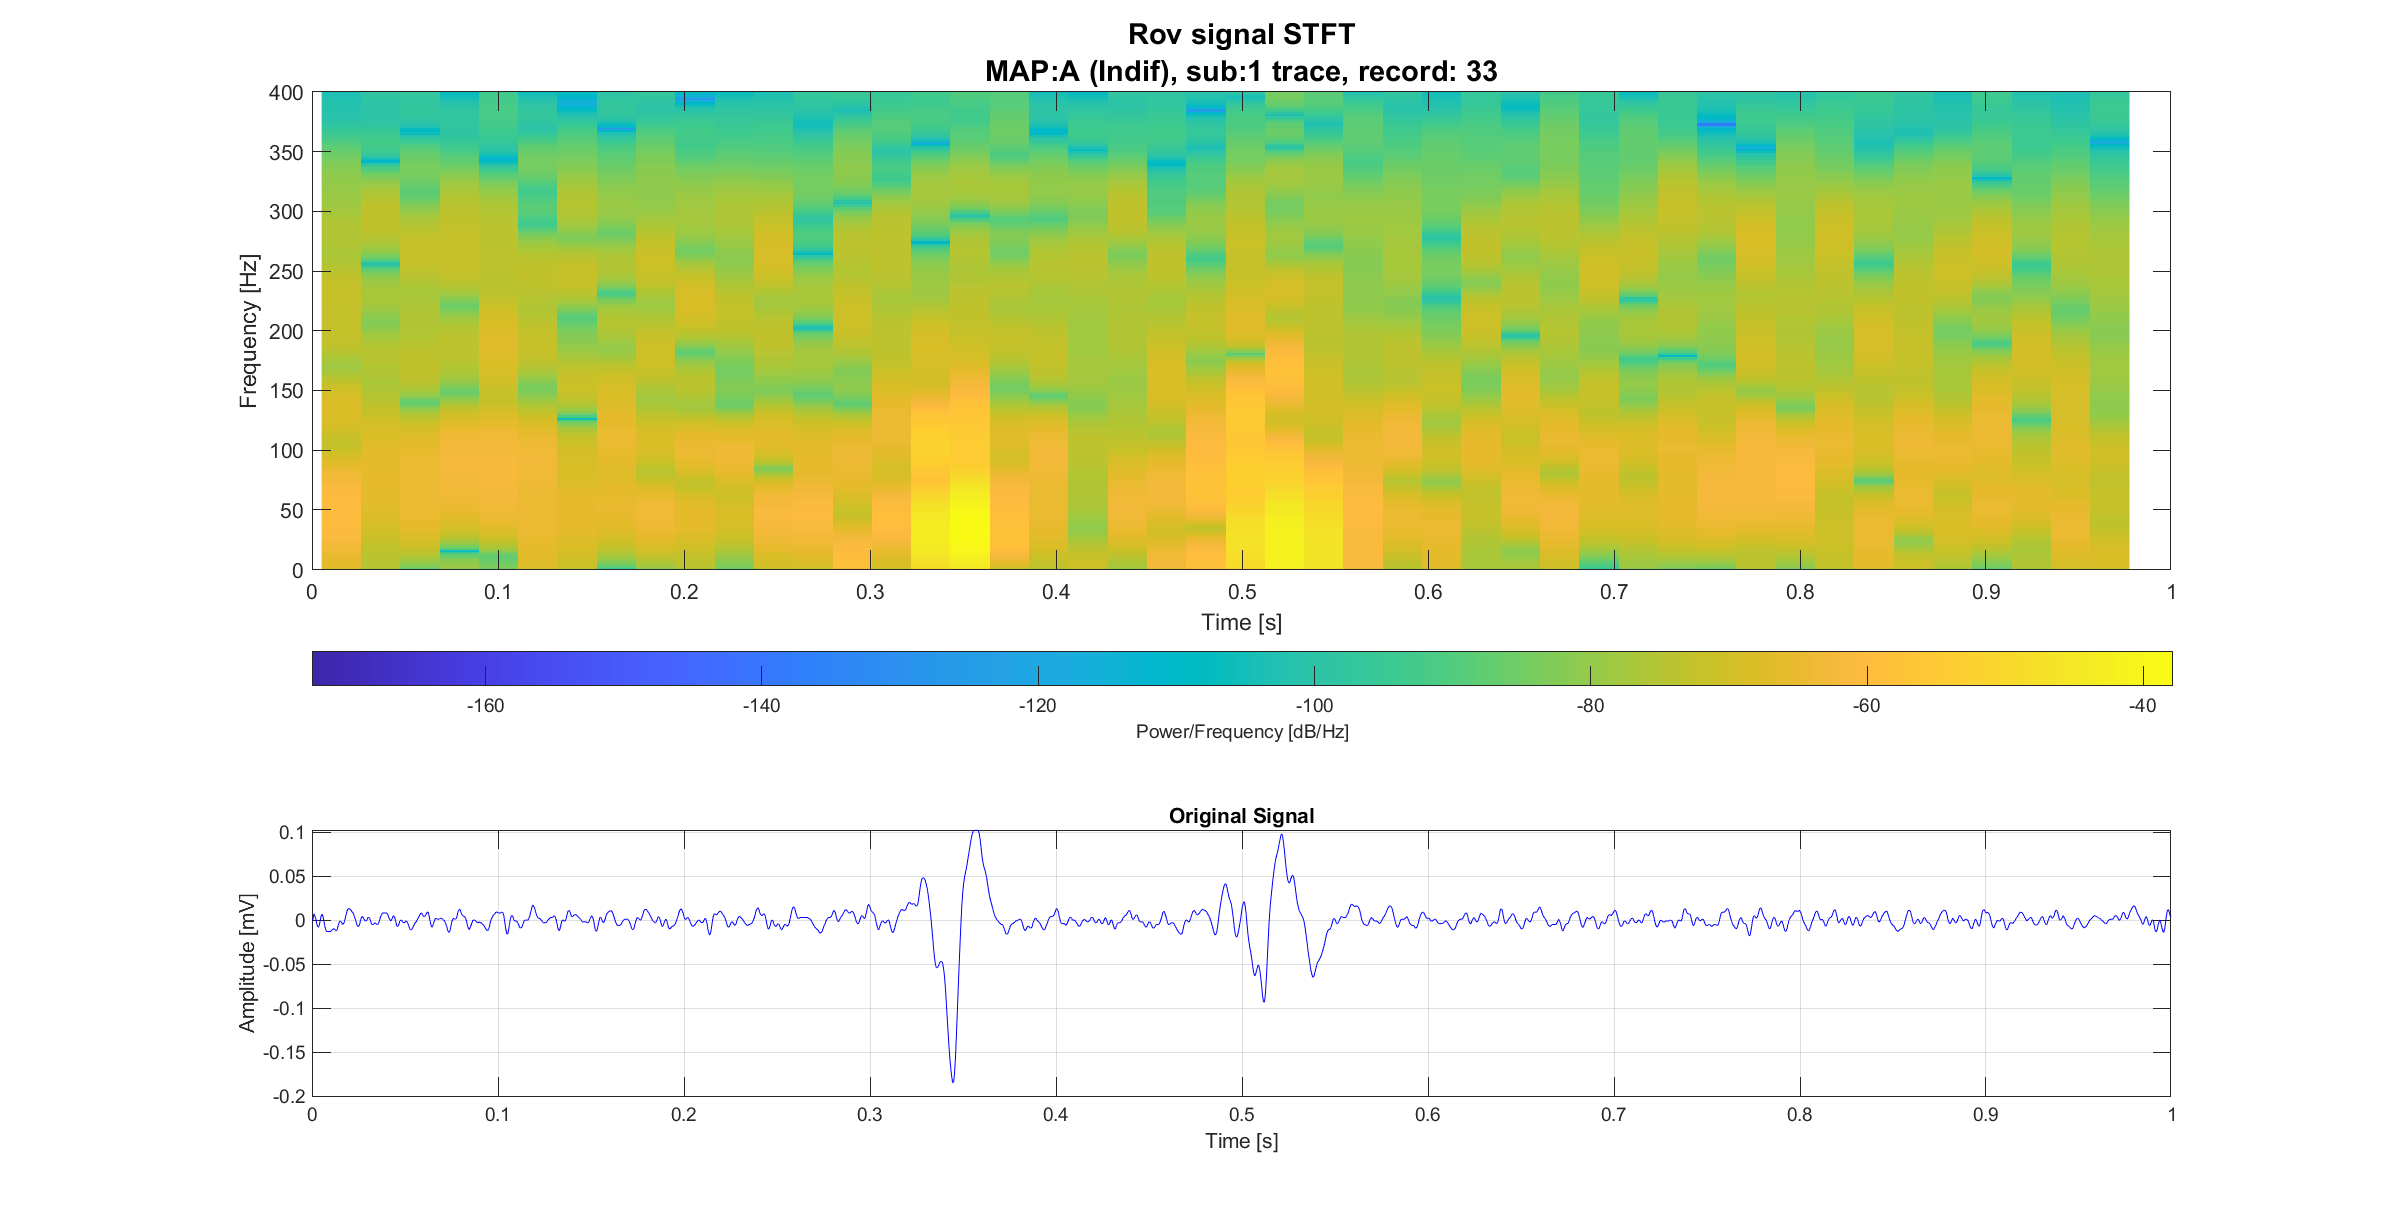 Rov signal STFT
MAP:A (Indif), sub:1 trace, record: 33
400
350
300
250
200
150
100
50
0
Frequency [Hz]
0 0.1 0.2 0.3 0.4 0.5 0.6 0.7 0.8 0.9 1
Time [s]
-160 -140 -120 -100 -80 -60 -40
Power/Frequency [dB/Hz]
Original Signal
0.1
0.05
0
-0.05
-0.1
-0.15
-0.2
Amplitude [mV]
0 0.1 0.2 0.3 0.4 0.5 0.6 0.7 0.8 0.9 1
Time [s]